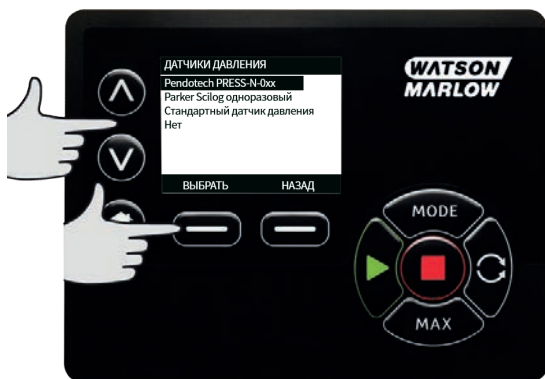 ДАТЧИКИ ДАВЛЕНИЯ
Pendotech PRESS-N-0xx
Parker Scilog одноразовый
Стандартный датчик давления
Нет
ВЫБРАТЬ НАЗАД
WATSON
MARLOW
MODE
MAX